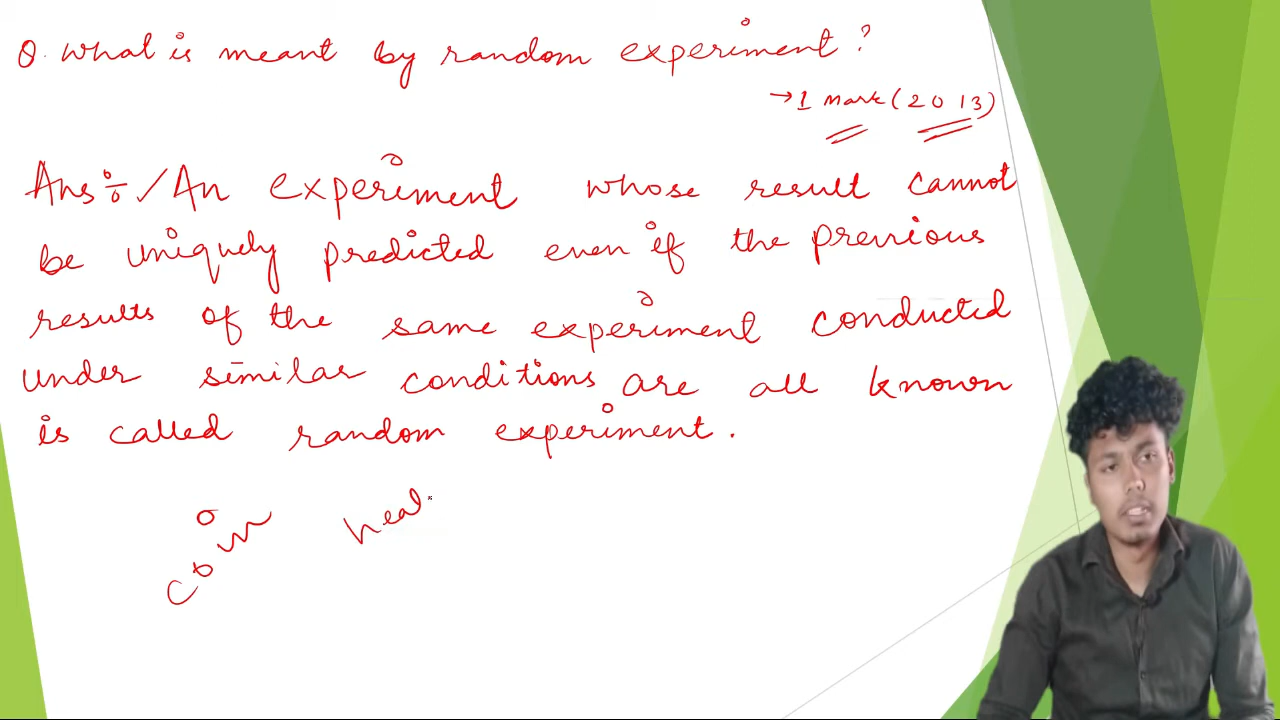 Q. What is meant by random experiment?
→ 1 mark (2013)
Ans:- / An experiment whose result cannot
be uniquely predicted even if the previous
results of the same experiment conducted
under similar conditions are all known
is called random experiment.
Coin head